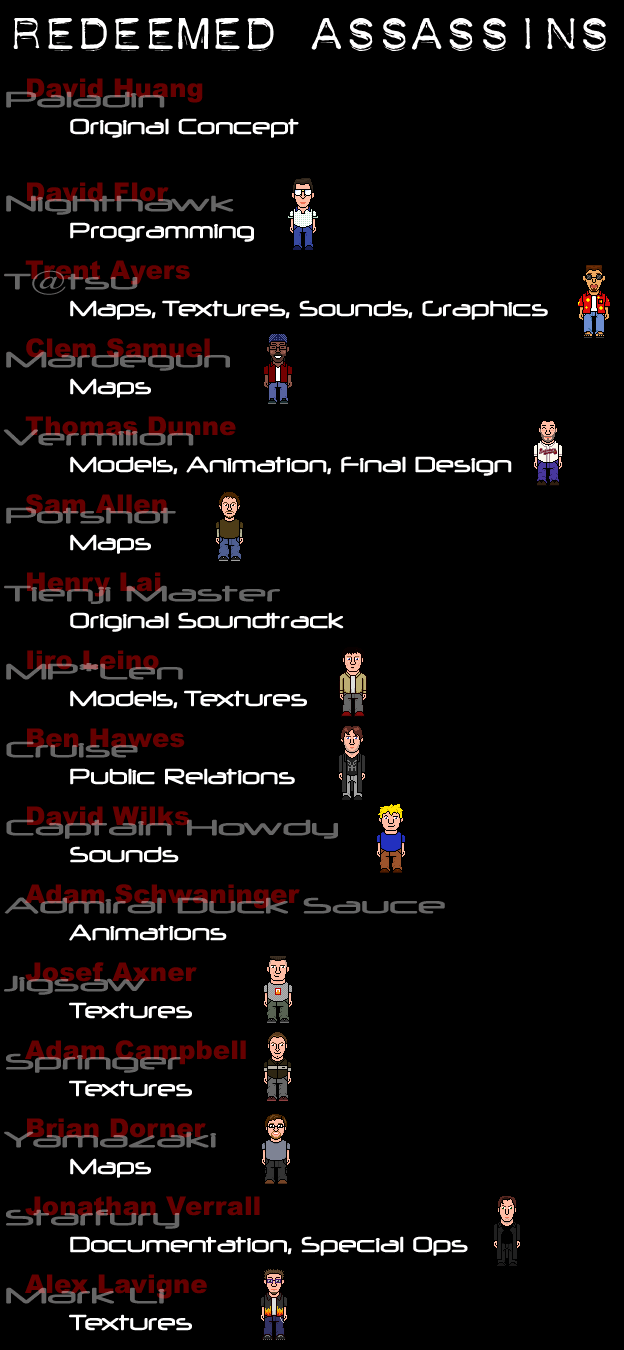 REDEEMED ASSASSINS
David Huang
Paladin
Original Concept
David Flor
Nighthawk
Programming
Trent Ayers
T@tsu
Maps, Textures, Sounds, Graphics
Clem Samuel
Mardegun
Maps
Thomas Dunne
Vermilion
Models, Animation, Final Design
Sam Allen
Potshot
Maps
Henry Lai
Tienji Master
Original Soundtrack
Iiro Leino
MP*Len
Models, Textures
Ben Hawes
Cruise
Public Relations
David Wilks
Captain Howdy
Sounds
Adam Schwaninger
Admiral Duck Sauce
Animations
Josef Axner
Jigsaw
Textures
Adam Campbell
Springer
Textures
Brian Dorner
Yamazaki
Maps
Jonathan Verrall
Starfury
Documentation, Special Ops
Alex Lavigne
Mark Li
Textures